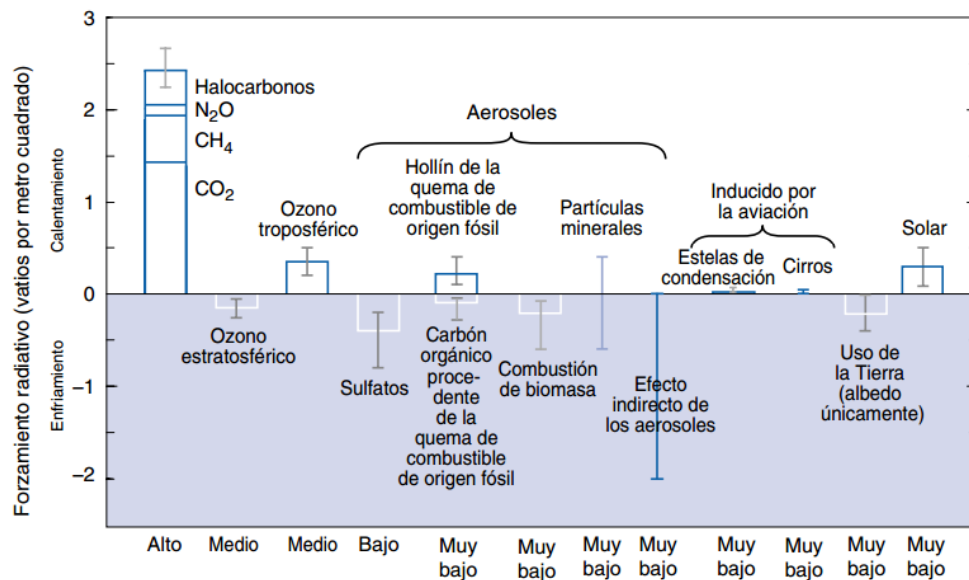 Forzamiento radiativo (vatios por metro cuadrado)
Calentamiento
Enfriamiento
3
2
1
0
–1
–2
Halocarbonos
N2O
CH4
CO2
Ozono
estratosférico
Ozono
troposférico
Aerosoles
Sulfatos
Hollín de la
quema de
combustible de
origen fósil
Carbón
orgánico
proce-
dente
de la
quema de
combustible
de origen fósil
Combustión
de biomasa
Partículas
minerales
Efecto
indirecto de
los aerosoles
Inducido por
la aviación
Estelas de
condensación
Cirros
Uso de
la Tierra
(albedo
únicamente)
Solar
Alto
Medio
Medio
Bajo
Muy
bajo
Muy
bajo
Muy
bajo
Muy
bajo
Muy
bajo
Muy
bajo
Muy
bajo
Muy
bajo